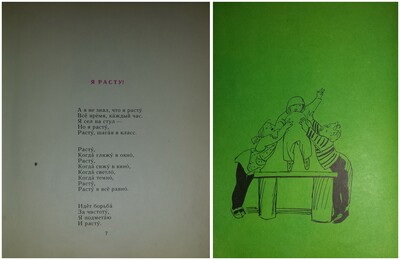 Я РАСТУ!
А я не знал, что я расту
Всё время, каждый час.
Я сел на стул —
Но я расту́,
Расту́, шагая в класс.
Расту́,
Когда́ гляжу́ в окно́,
Расту́,
Когда́ сижу́ в кино́,
Когда́ светло́,
Когда́ темно́,
Расту́,
Расту́ я всё равно́.
Идёт борьба́
За чистоту́,
Я подмета́ю
И расту́.